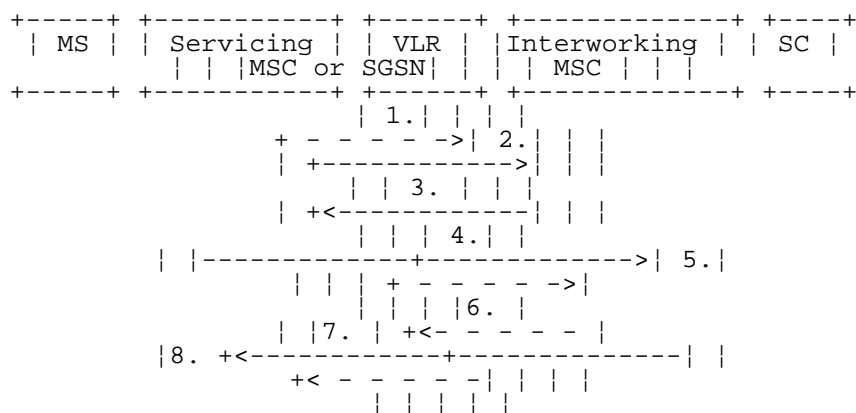 +-----+ +-----------+ +------+ +-------------+ +----+
¦ MS ¦ ¦ Servicing ¦ ¦ VLR ¦ ¦Interworking ¦ ¦ SC ¦
¦ ¦ ¦MSC or SGSN¦ ¦ ¦ ¦ MSC ¦ ¦ ¦
+-----+ +-----------+ +------+ +-------------+ +----+
¦ 1.¦ ¦ ¦ ¦
+ - - - - ->¦ 2.¦ ¦ ¦
¦ +------------>¦ ¦ ¦
¦ ¦ 3. ¦ ¦ ¦
¦ +<------------¦ ¦ ¦
¦ ¦ ¦ 4.¦ ¦
¦ ¦-------------+------------->¦ 5.¦
¦ ¦ ¦ + - - - - ->¦
¦ ¦ ¦ ¦6. ¦
¦ ¦7. ¦ +<- - - - - ¦
¦8. +<------------+--------------¦ ¦
+< - - - - -¦ ¦ ¦ ¦
¦ ¦ ¦ ¦ ¦